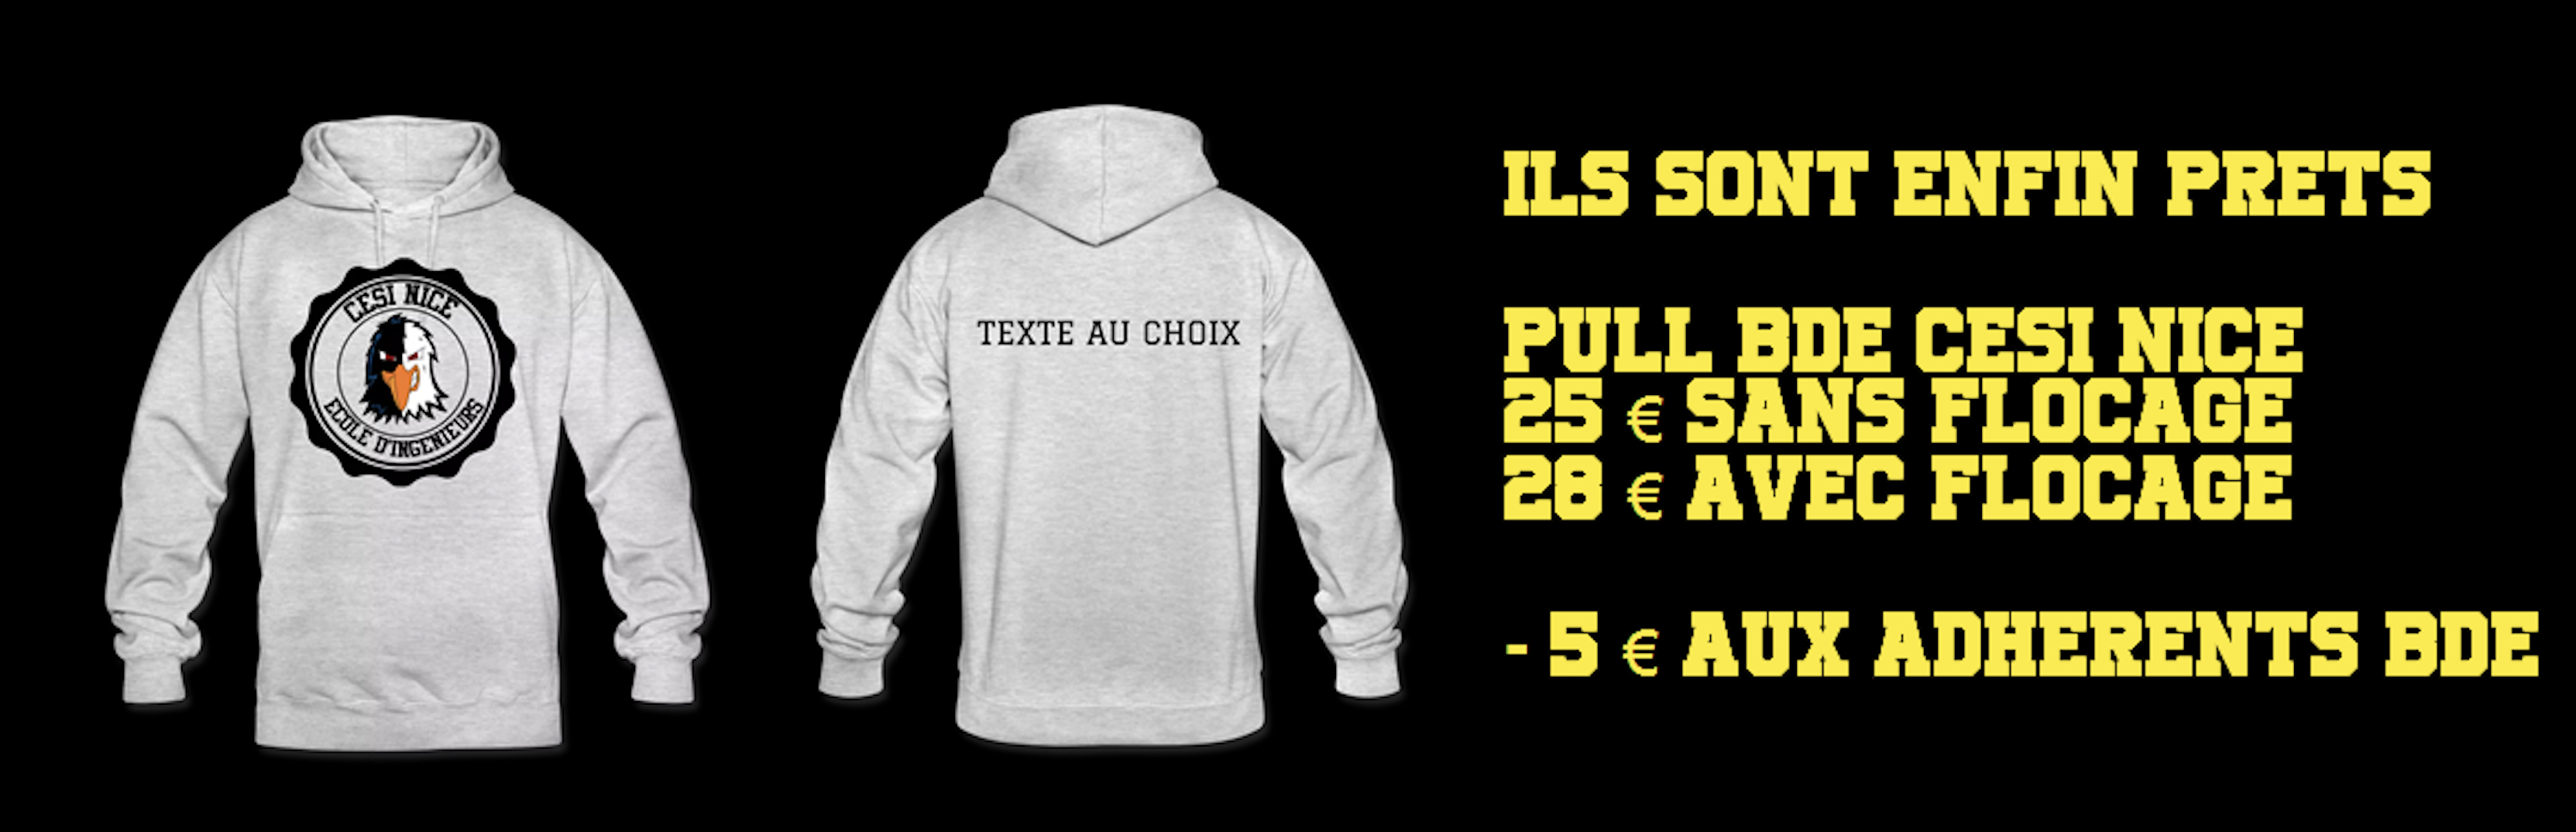 CESI NICE
ECOLE D'INGENIEURS
TEXTE AU CHOIX
ILS SONT ENFIN PRETS
PULL BDE CESI NICE
25 € SANS FLOCAGE
28 € AVEC FLOCAGE
- 5 € AUX ADHERENTS BDE